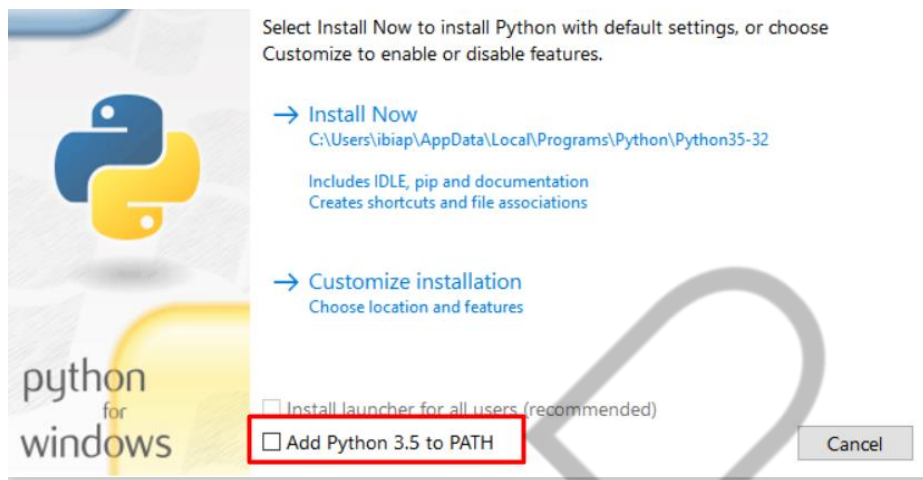 Select Install Now to install Python with default settings, or choose
Customize to enable or disable features.
Install Now
C:\Users\ibiap\AppData\Local\Programs\Python\Python35-32
Includes IDLE, pip and documentation
Creates shortcuts and file associations
Customize installation
Choose location and features
Install launcher for all users (recommended)
Add Python 3.5 to PATH
Cancel
python
for
windows